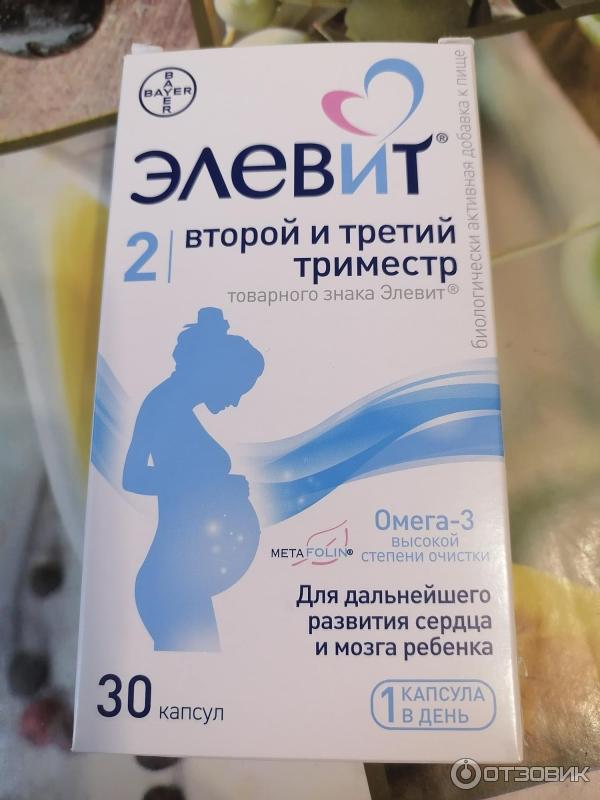 BAYER
BAYER
ЭЛЕВИТ®
биологически активная добавка к пище
2 | второй и третий
триместр
товарного знака Элевит®
Омега-3
ВЫСОКОЙ
СТЕПЕНИ ОЧИСТКИ
METAFOLIN®
Для дальнейшего
развития сердца
и мозга ребенка
30 капсул
1 КАПСУЛА
В ДЕНЬ
ОТЗОВИК